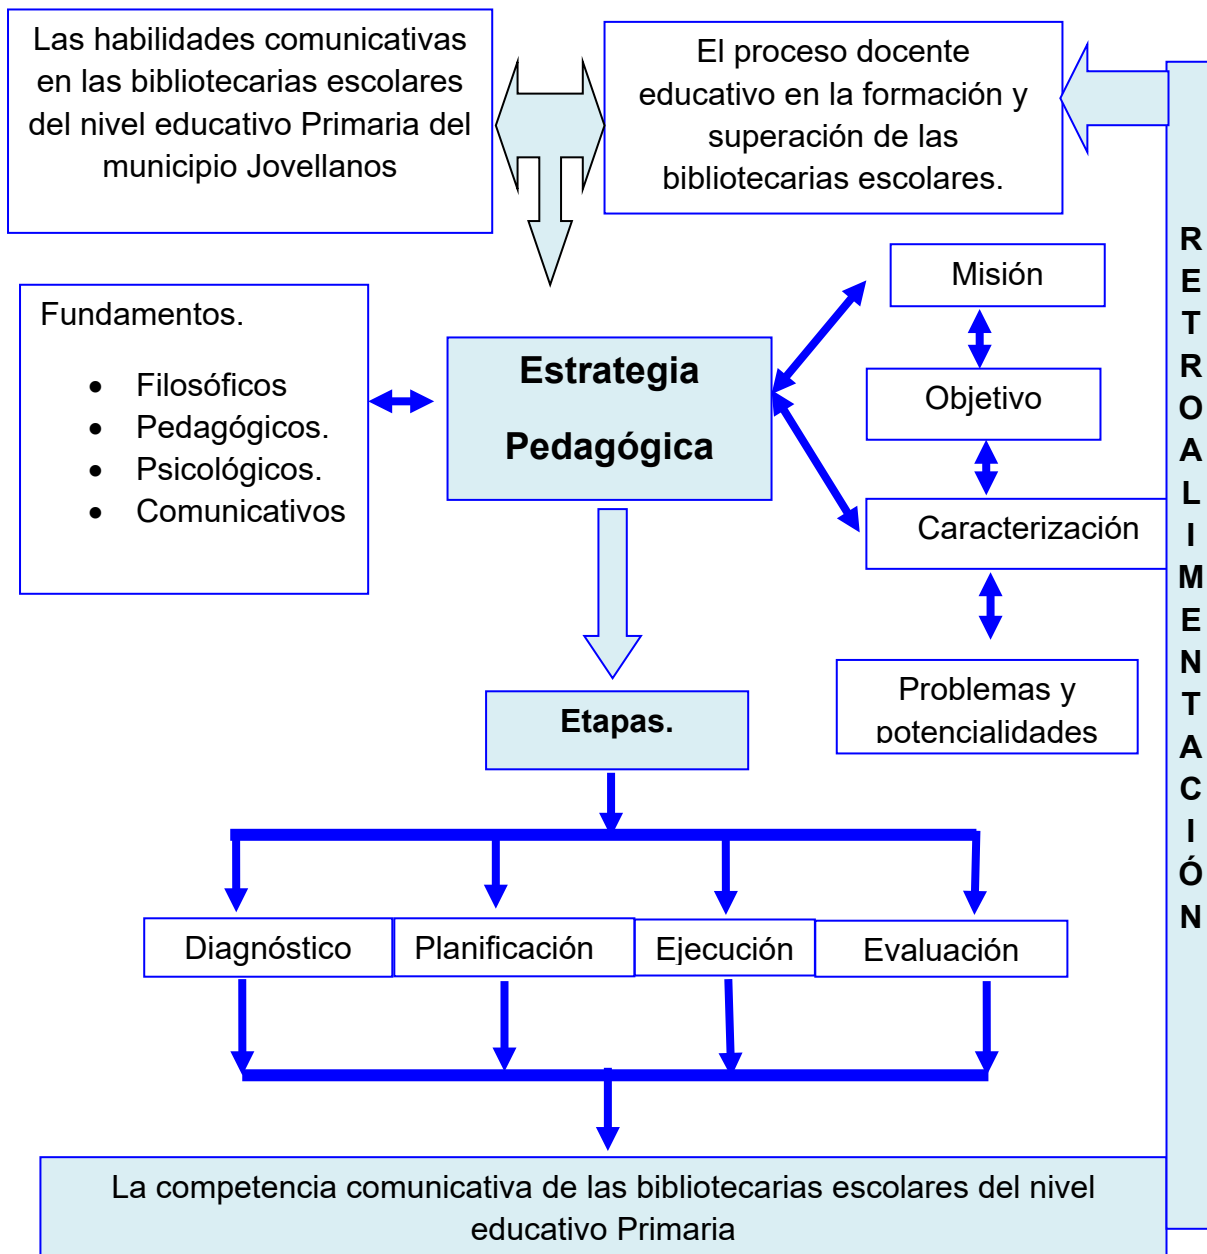 Las habilidades comunicativas
en las bibliotecarias escolares
del nivel educativo Primaria del
municipio Jovellanos
El proceso docente
educativo en la formación y
superación de las
bibliotecarias escolares.
Fundamentos.
• Filosóficos
• Pedagógicos.
• Psicológicos.
• Comunicativos
Estrategia
Pedagógica
Misión
Objetivo
Caracterización
Problemas y
potencialidades
Etapas.
Diagnóstico
Planificación
Ejecución
Evaluación
La competencia comunicativa de las bibliotecarias escolares del nivel
educativo Primaria
RETROALIMENTACIÓN